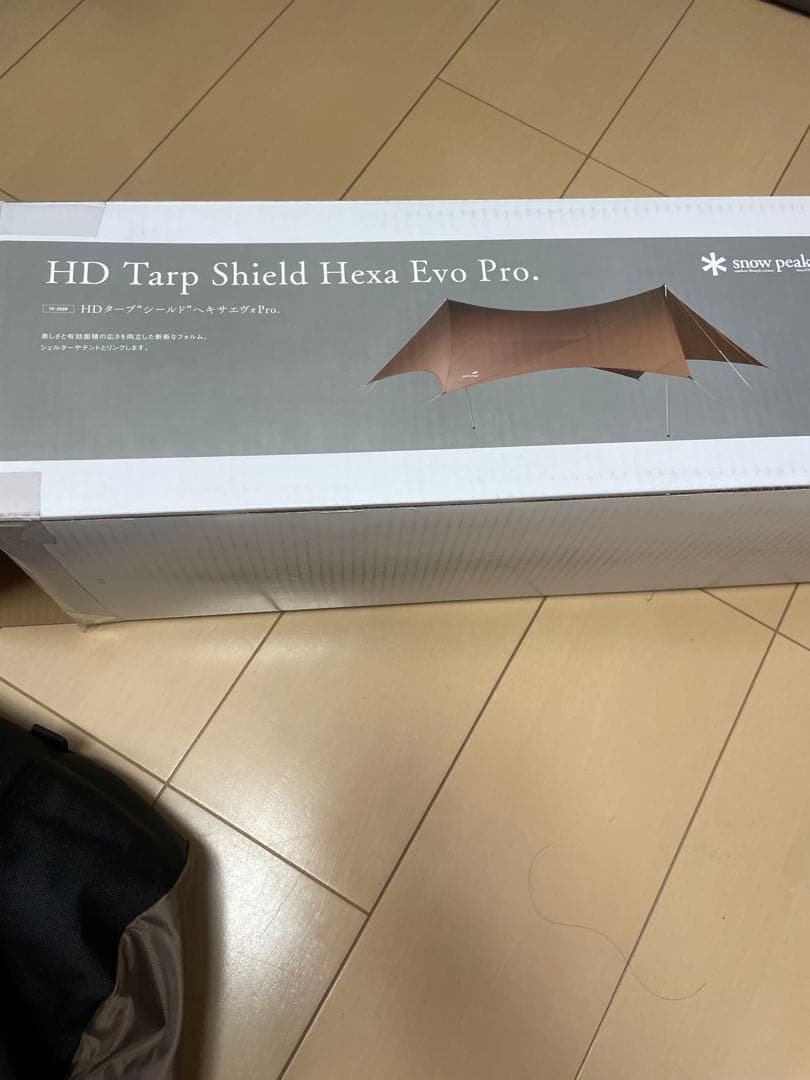 HD Tarp Shield Hexa Evo Pro.
snow peak
HDタープ“シールド”ヘキサエヴォPro.
美しさと有効面積の広さを両立した斬新なフォルム。
シェルターやテントとリンクします。